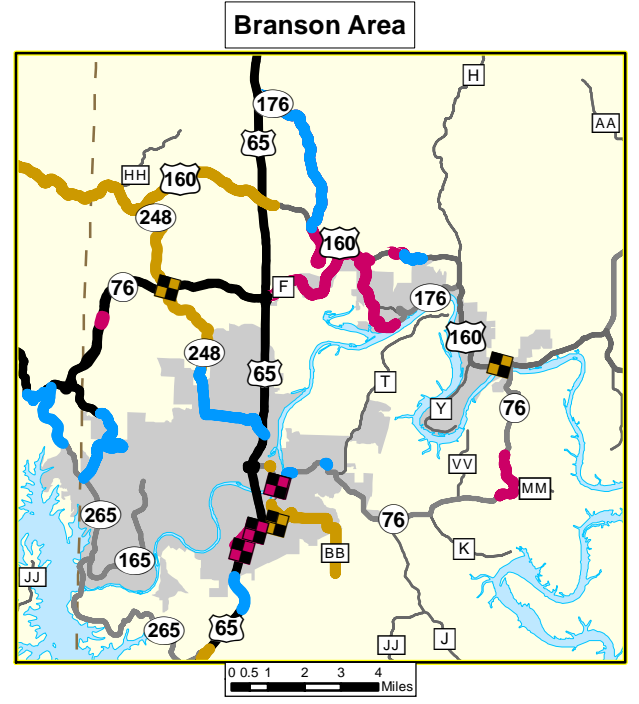 Branson Area
H
176
AA
65
HH
160
248
160
76
F
176
160
248
65
T
Y
76
VV
MM
265
76
165
BB
K
JJ
265
65
JJ
J
0 0.5 1 2 3 4
Miles